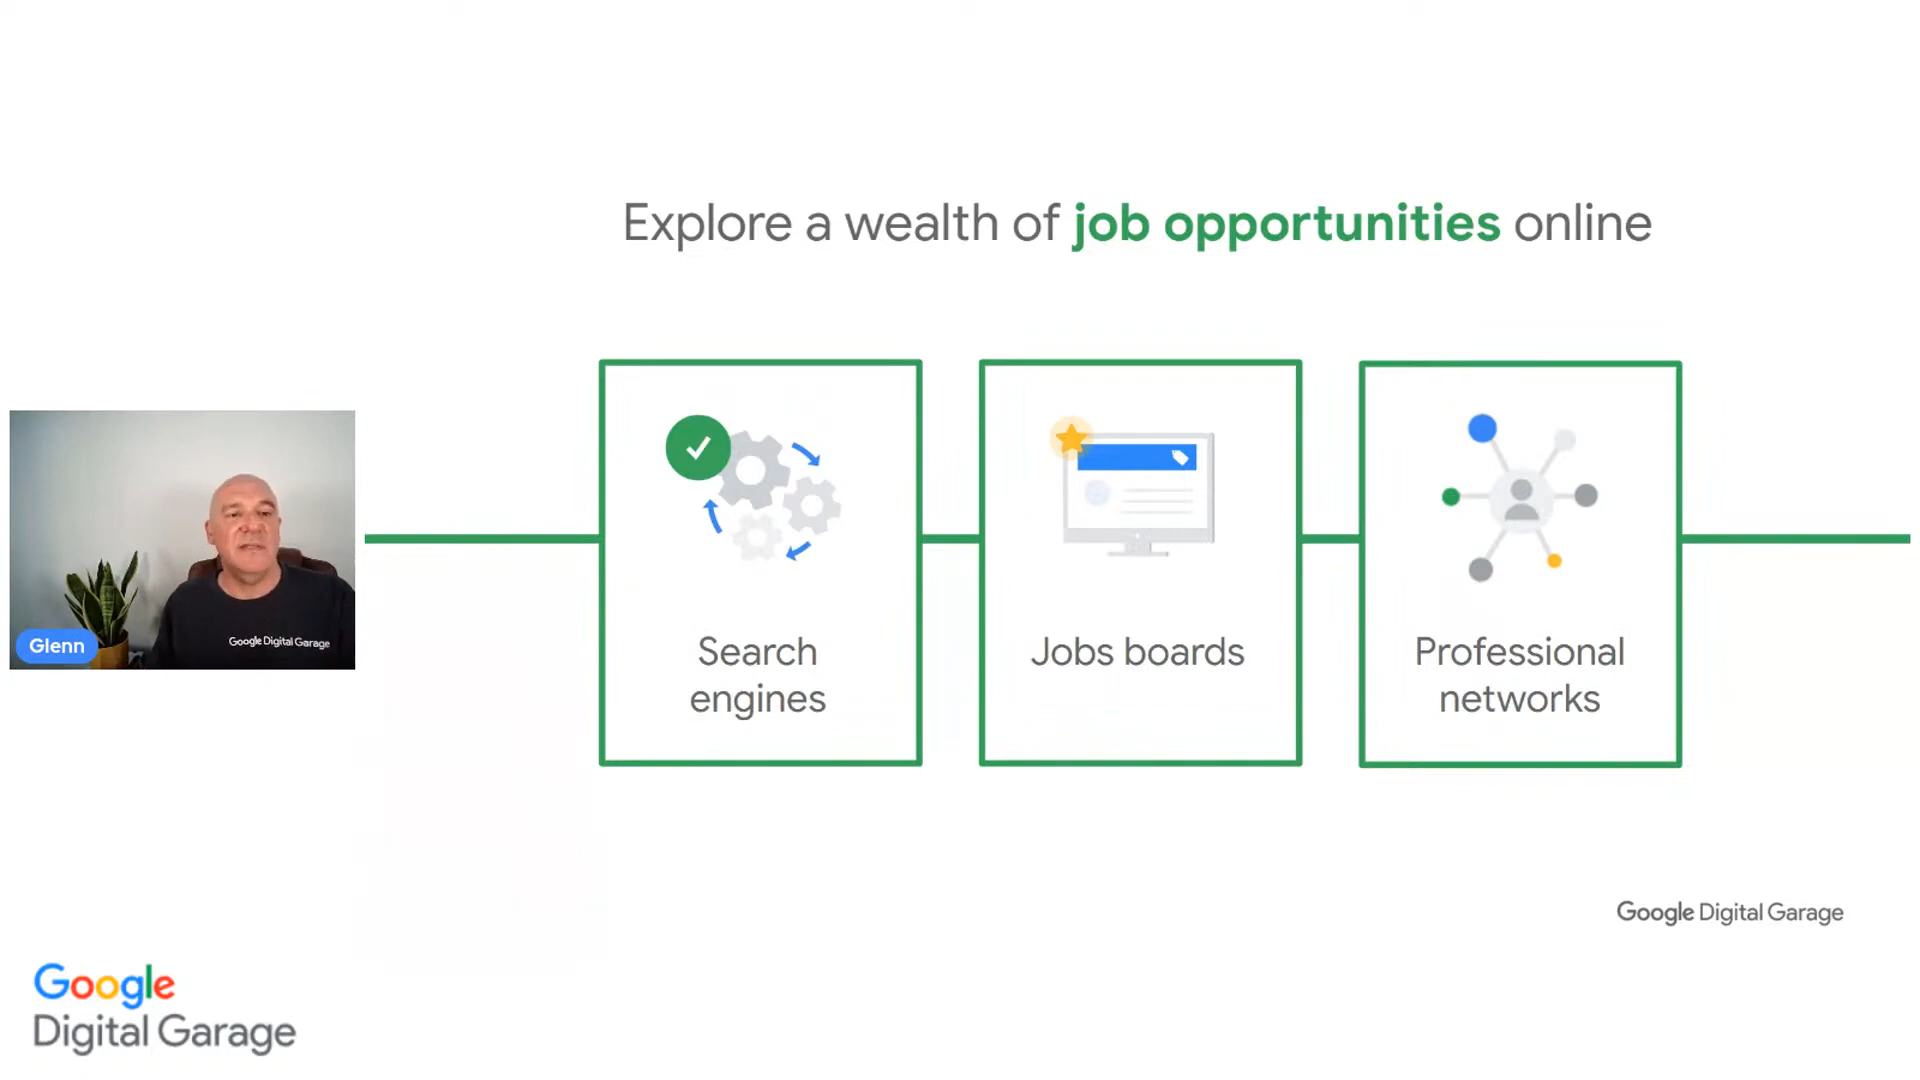 Explore a wealth of job opportunities online
Glenn
Google Digital Garage
Search
engines
Jobs boards
Professional
networks
Google Digital Garage
Google
Digital Garage